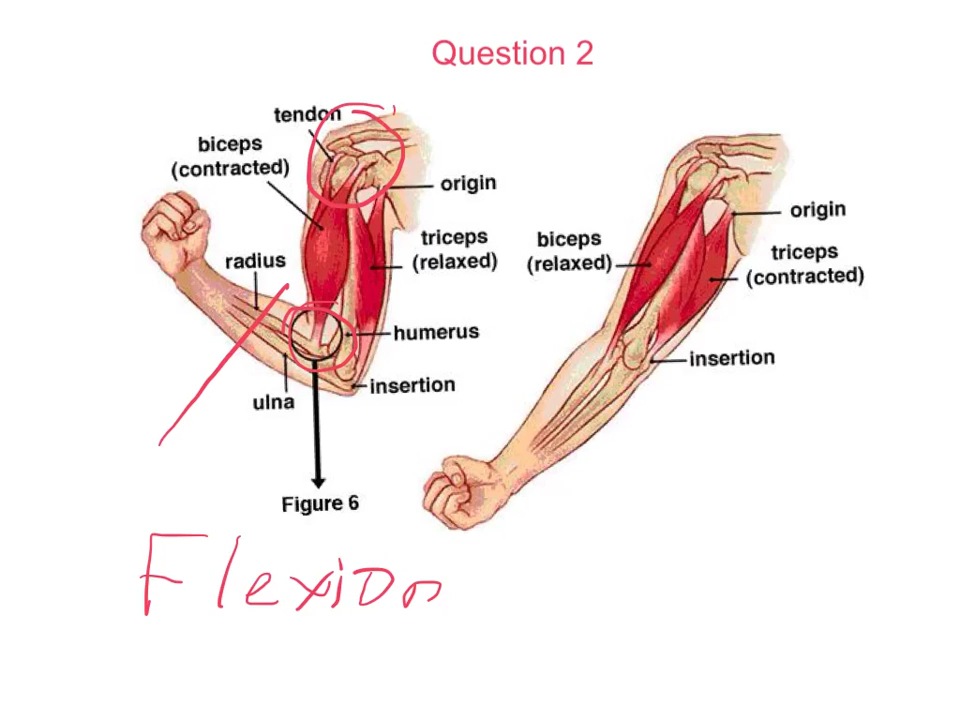 Question 2
tendon
biceps
(contracted)
origin
triceps
(relaxed)
radius
humerus
insertion
ulna
Figure 6
biceps
(relaxed)
origin
triceps
(contracted)
insertion
Flexion